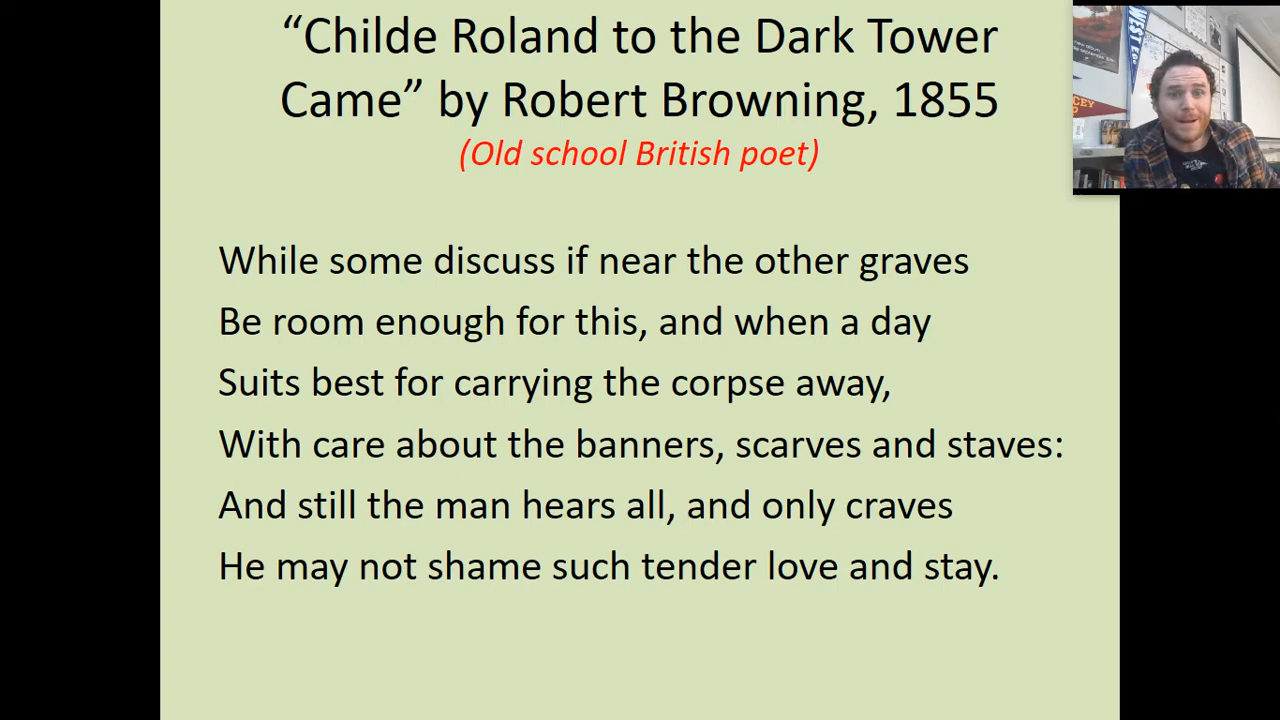 “Childe Roland to the Dark Tower
Came” by Robert Browning, 1855
(Old school British poet)
While some discuss if near the other graves
Be room enough for this, and when a day
Suits best for carrying the corpse away,
With care about the banners, scarves and staves:
And still the man hears all, and only craves
He may not shame such tender love and stay.
WEST